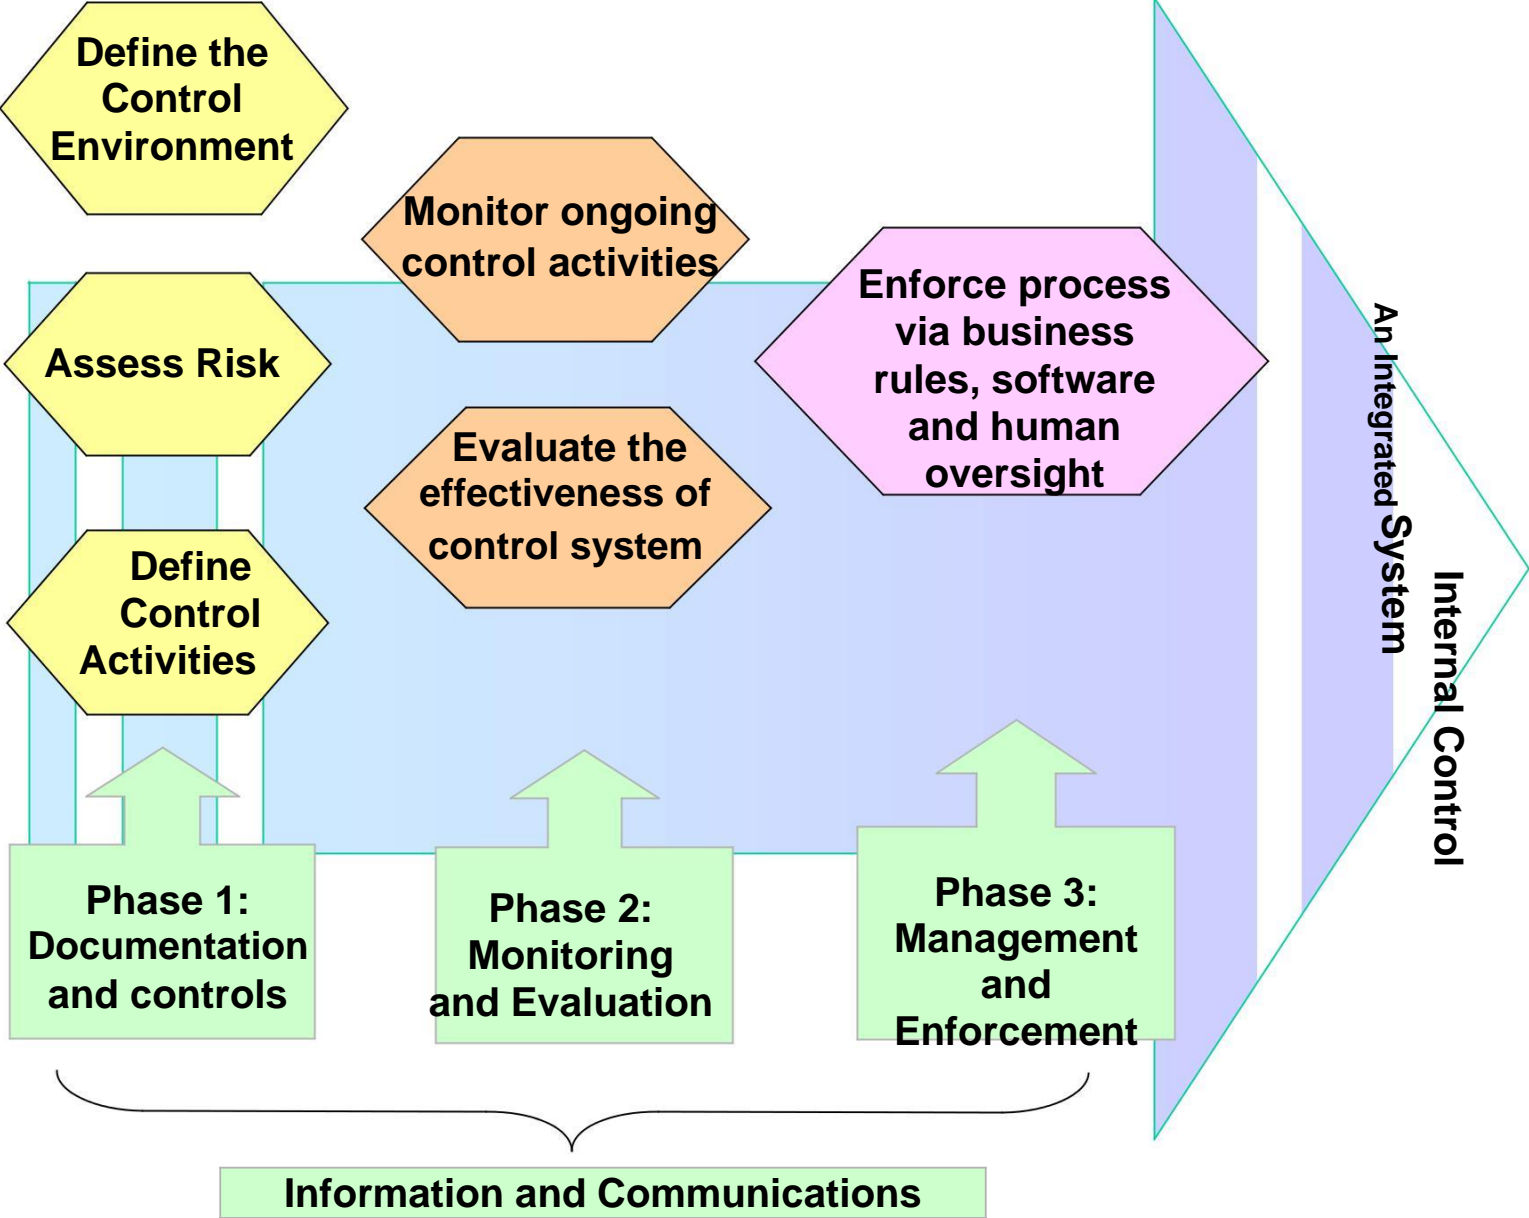 Define the
Control
Environment
Monitor ongoing
control activities
Enforce process
via business
rules, software
and human
oversight
Assess Risk
Evaluate the
effectiveness of
control system
Define
Control
Activities
An Integrated System
Internal Control
Phase 1:
Documentation
and controls
Phase 2:
Monitoring
and Evaluation
Phase 3:
Management
and
Enforcement
Information and Communications